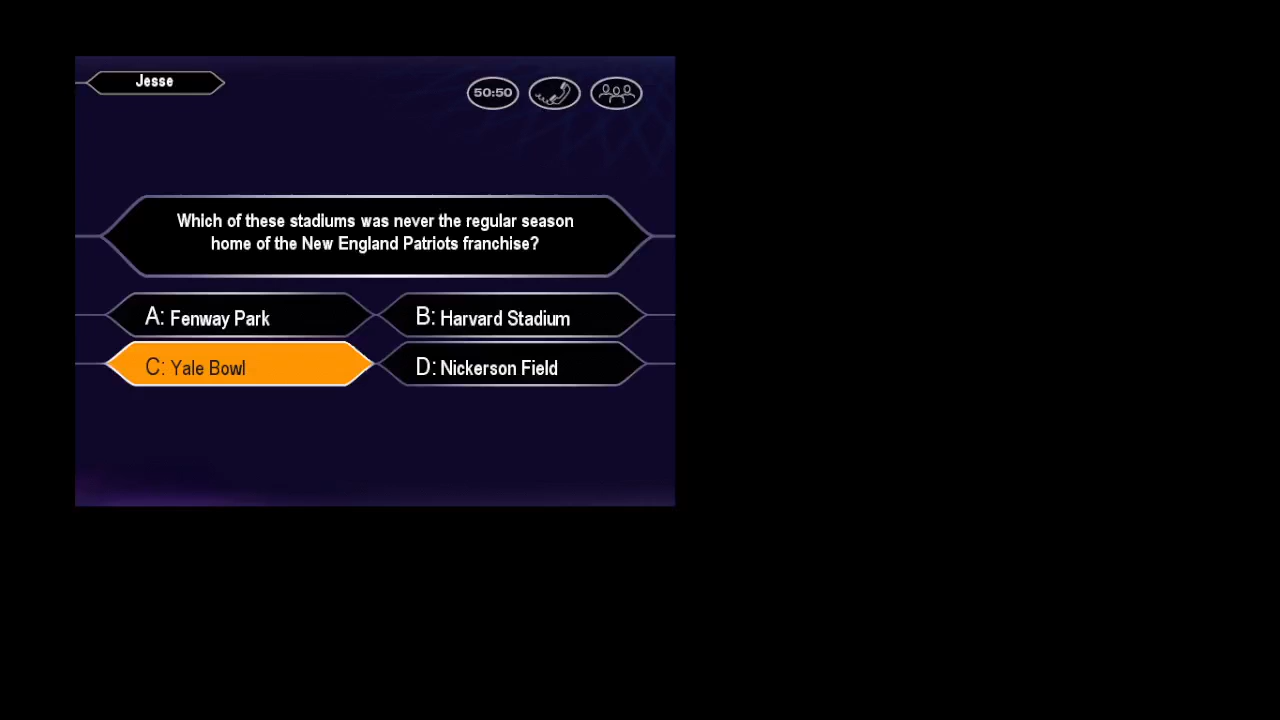 Jesse
50:50
Which of these stadiums was never the regular season
home of the New England Patriots franchise?
A: Fenway Park
B: Harvard Stadium
C: Yale Bowl
D: Nickerson Field